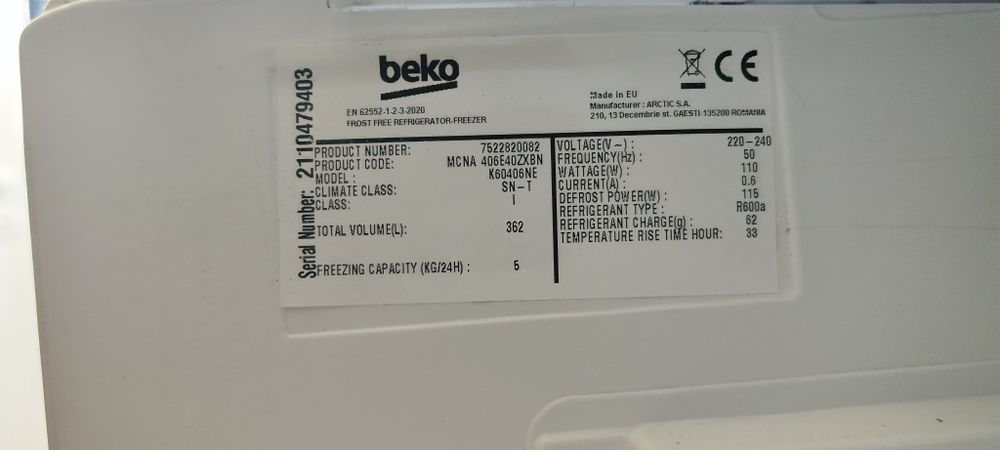 beko
CE
EN 62552-1-2-3-2020
FROST FREE REFRIGERATOR-FREEZER
Made in EU
Manufacturer : ARCTIC S.A.
210, 13 Decembrie st. GAESTI-135200 ROMANIA
Serial Number: 2110479403
PRODUCT NUMBER: 7522820082
PRODUCT CODE: MCNA 406E40ZXBN
MODEL : K60406NE
CLIMATE CLASS: SN-T
CLASS: I
TOTAL VOLUME(L): 362
FREEZING CAPACITY (KG/24H) : 5
VOLTAGE(V ~) : 220-240
FREQUENCY(Hz) : 50
WATTAGE(W) : 110
CURRENT(A) : 0.6
DEFROST POWER(W) : 115
REFRIGERANT TYPE : R600a
REFRIGERANT CHARGE(g) : 62
TEMPERATURE RISE TIME HOUR: 33